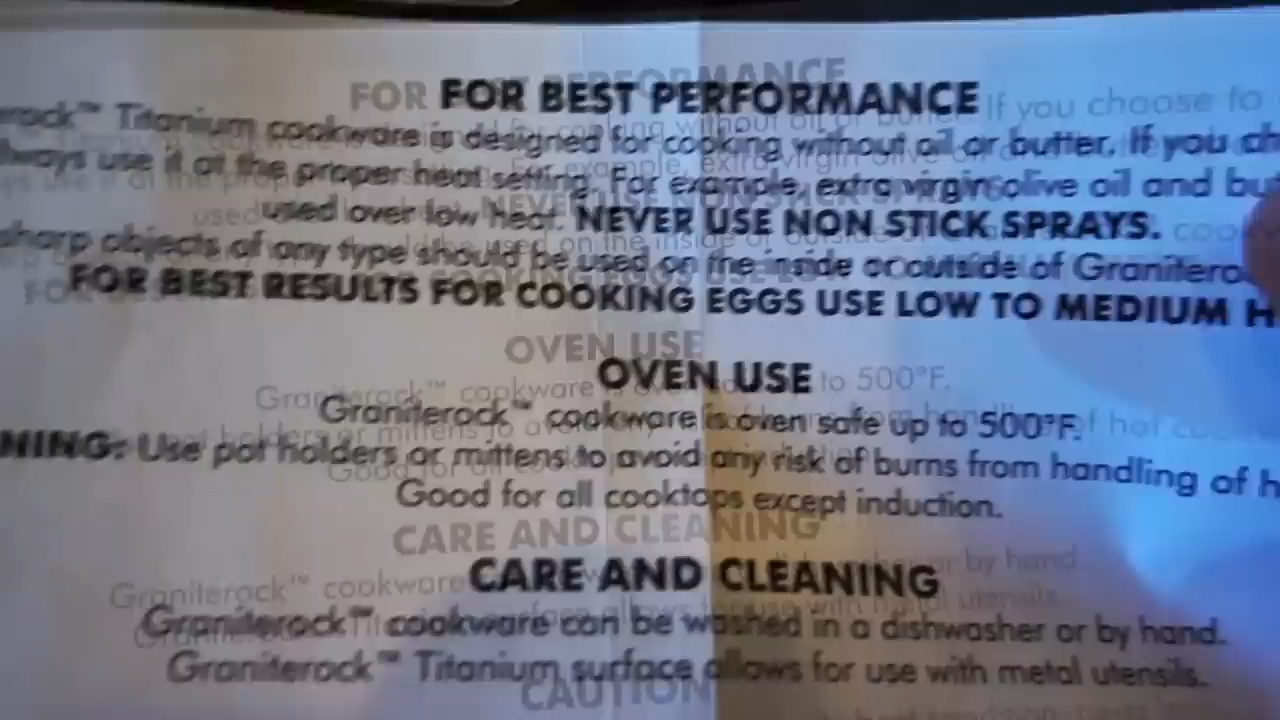 FOR BEST PERFORMANCE
rock™ Titanium cookware is designed for cooking without oil or butter. If you ch
lways use it at the proper heat setting. For example, extra virgin olive oil and bu
used over low heat. NEVER USE NON STICK SPRAYS.
sharp objects of any type should be used on the inside or outside of Granitero
FOR BEST RESULTS FOR COOKING EGGS USE LOW TO MEDIUM H
OVEN USE
Graniterock™ cookware is oven safe up to 500°F.
NING: Use pot holders or mittens to avoid any risk of burns from handling of h
Good for all cooktops except induction.
CARE AND CLEANING
Graniterock™ cookware can be washed in a dishwasher or by hand.
Graniterock™ Titanium surface allows for use with metal utensils.
CAUTION